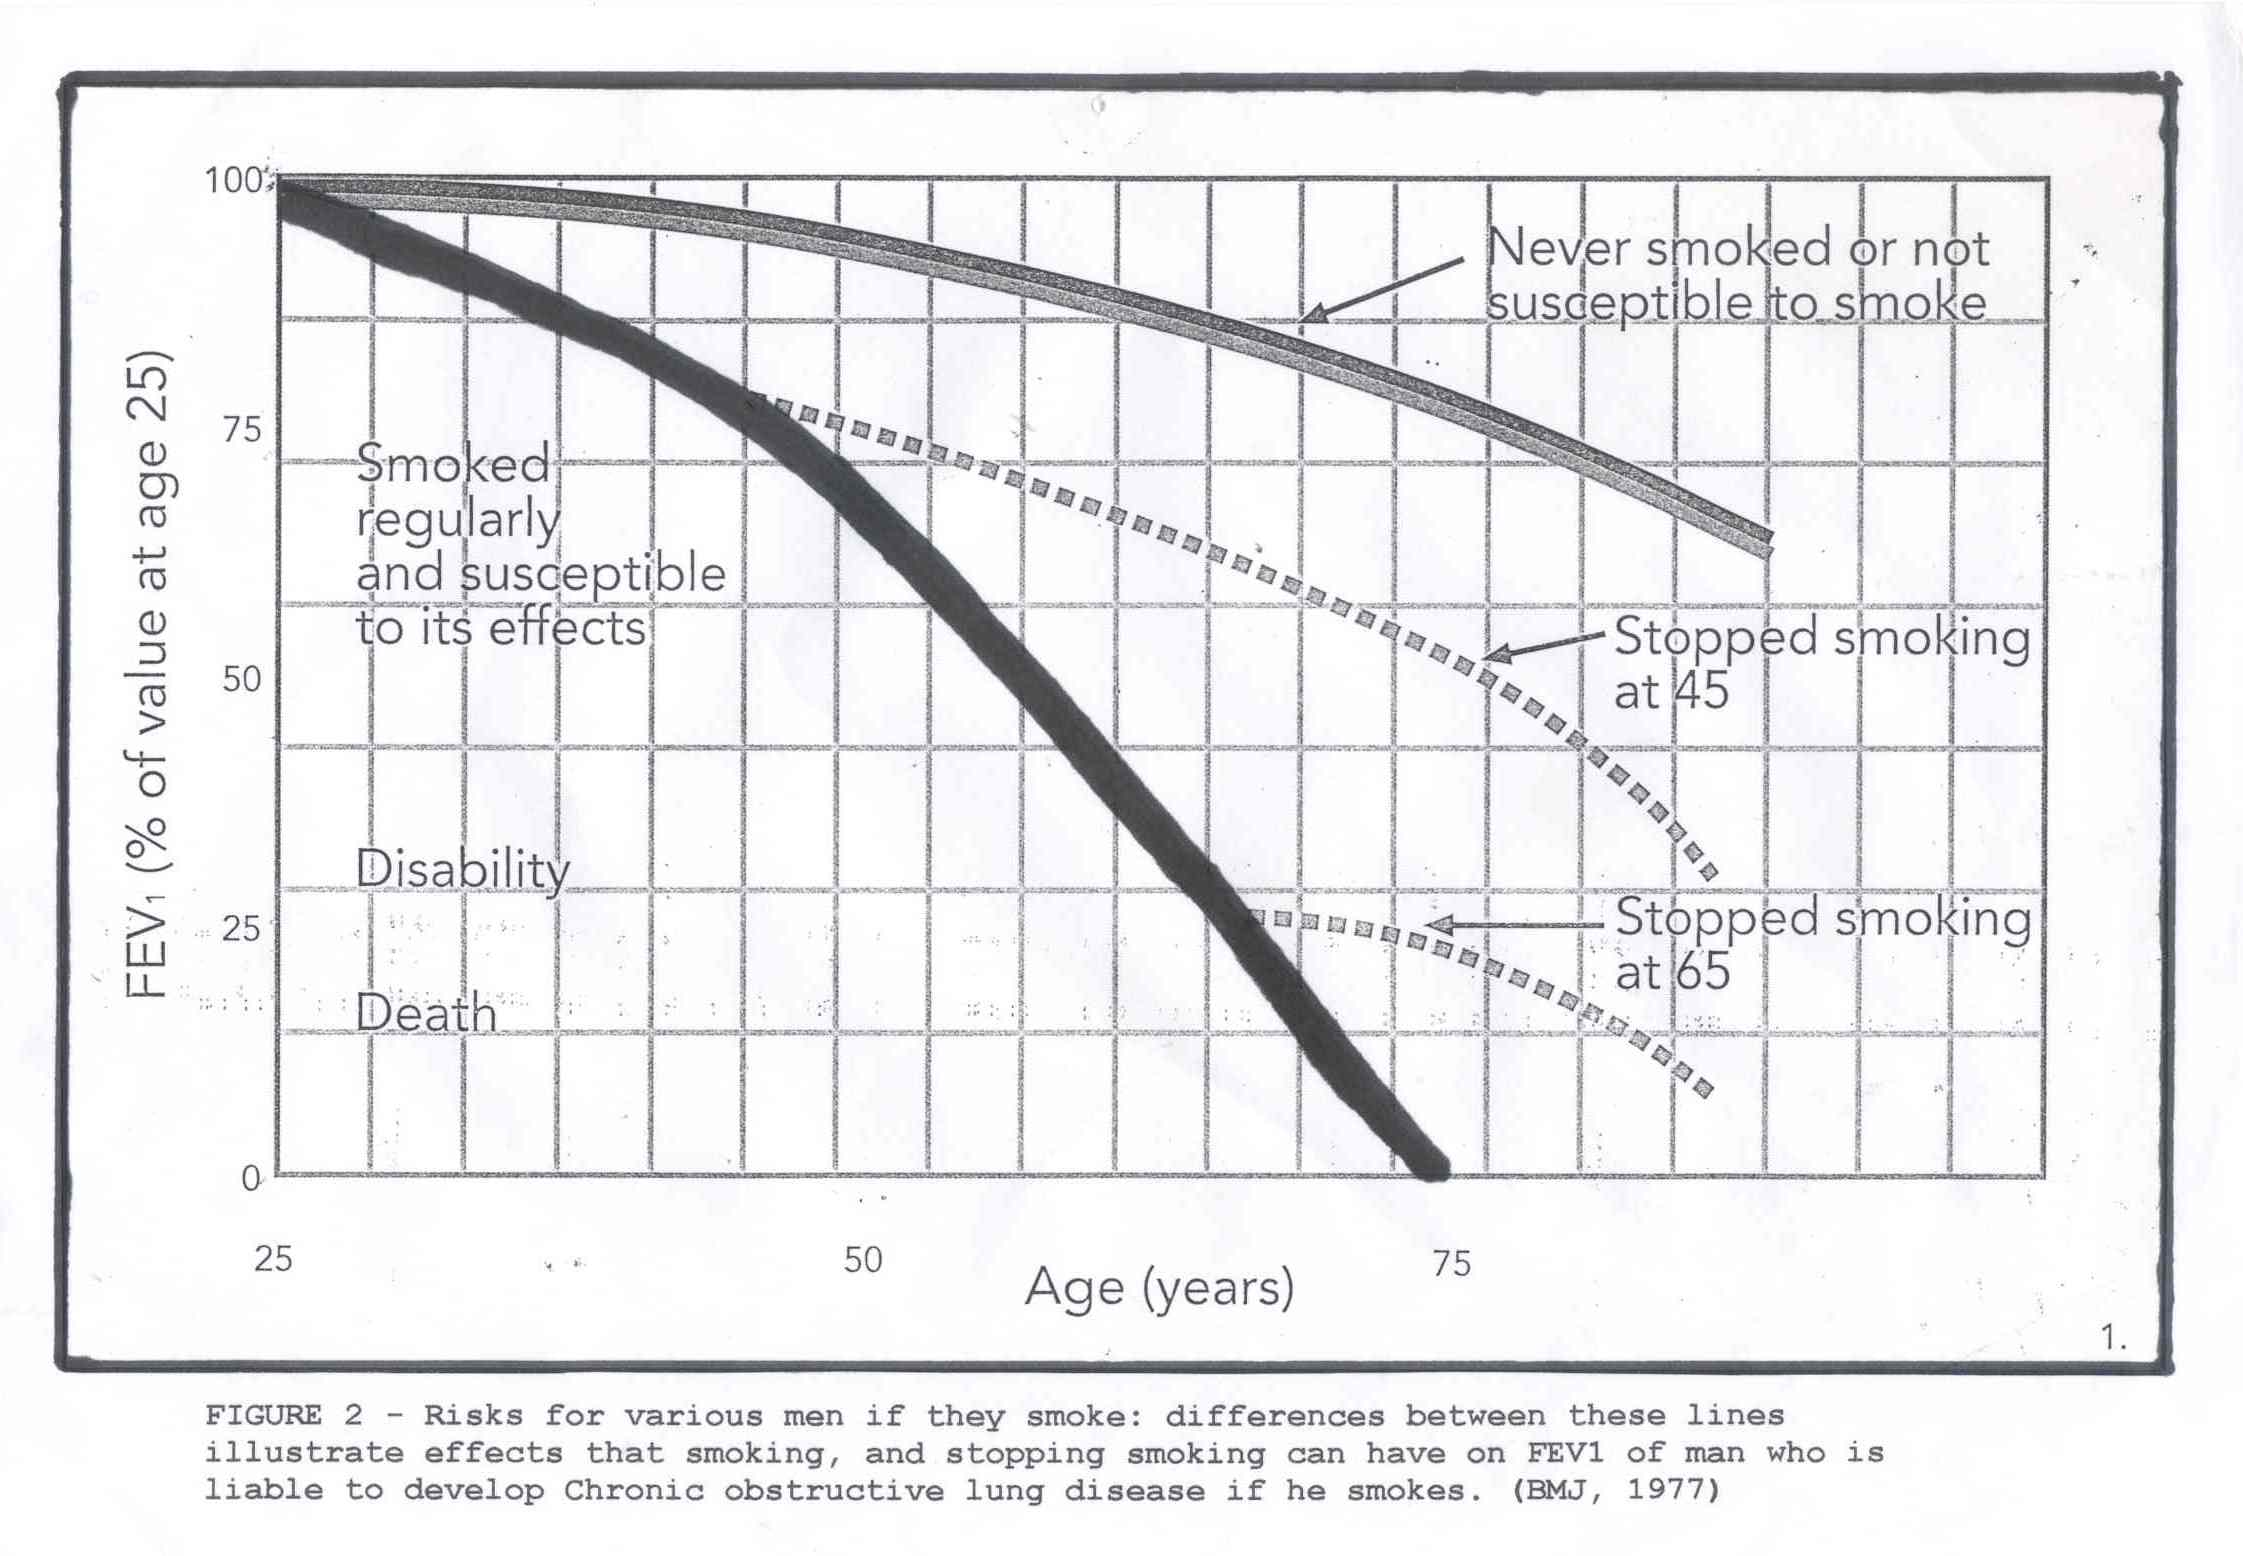 100
Never smoked or not
susceptible to smoke
FEV₁ (% of value at age 25)
75
Smoked
regularly
and susceptible
to its effects
Stopped smoking
at 45
50
Disability
Stopped smoking
at 65
25
Death
0
25
50
75
Age (years)
1.
FIGURE 2 - Risks for various men if they smoke: differences between these lines
illustrate effects that smoking, and stopping smoking can have on FEV1 of man who is
liable to develop Chronic obstructive lung disease if he smokes. (BMJ, 1977)